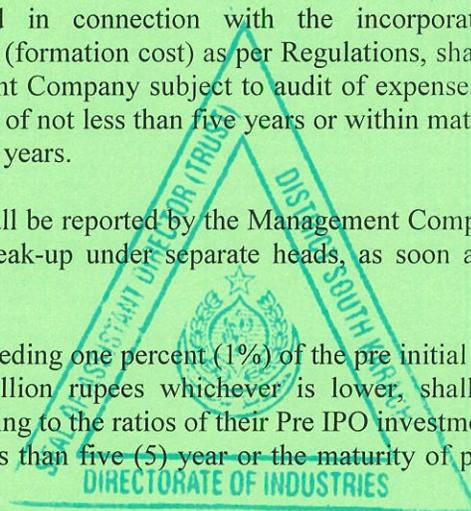 d in connection with the incorporat
(formation cost) as per Regulations, sha
nt Company subject to audit of expense
of not less than five years or within mat
years.
all be reported by the Management Comp
eak-up under separate heads, as soon a
eding one percent (1%) of the pre initial
llion rupees whichever is lower, shall
ng to the ratios of their Pre IPO investme
s than five (5) year or the maturity of p
ASSISTANT DIRECTOR (TRUST)
DISTRICT SOUTH KARACHI
DIRECTORATE OF INDUSTRIES